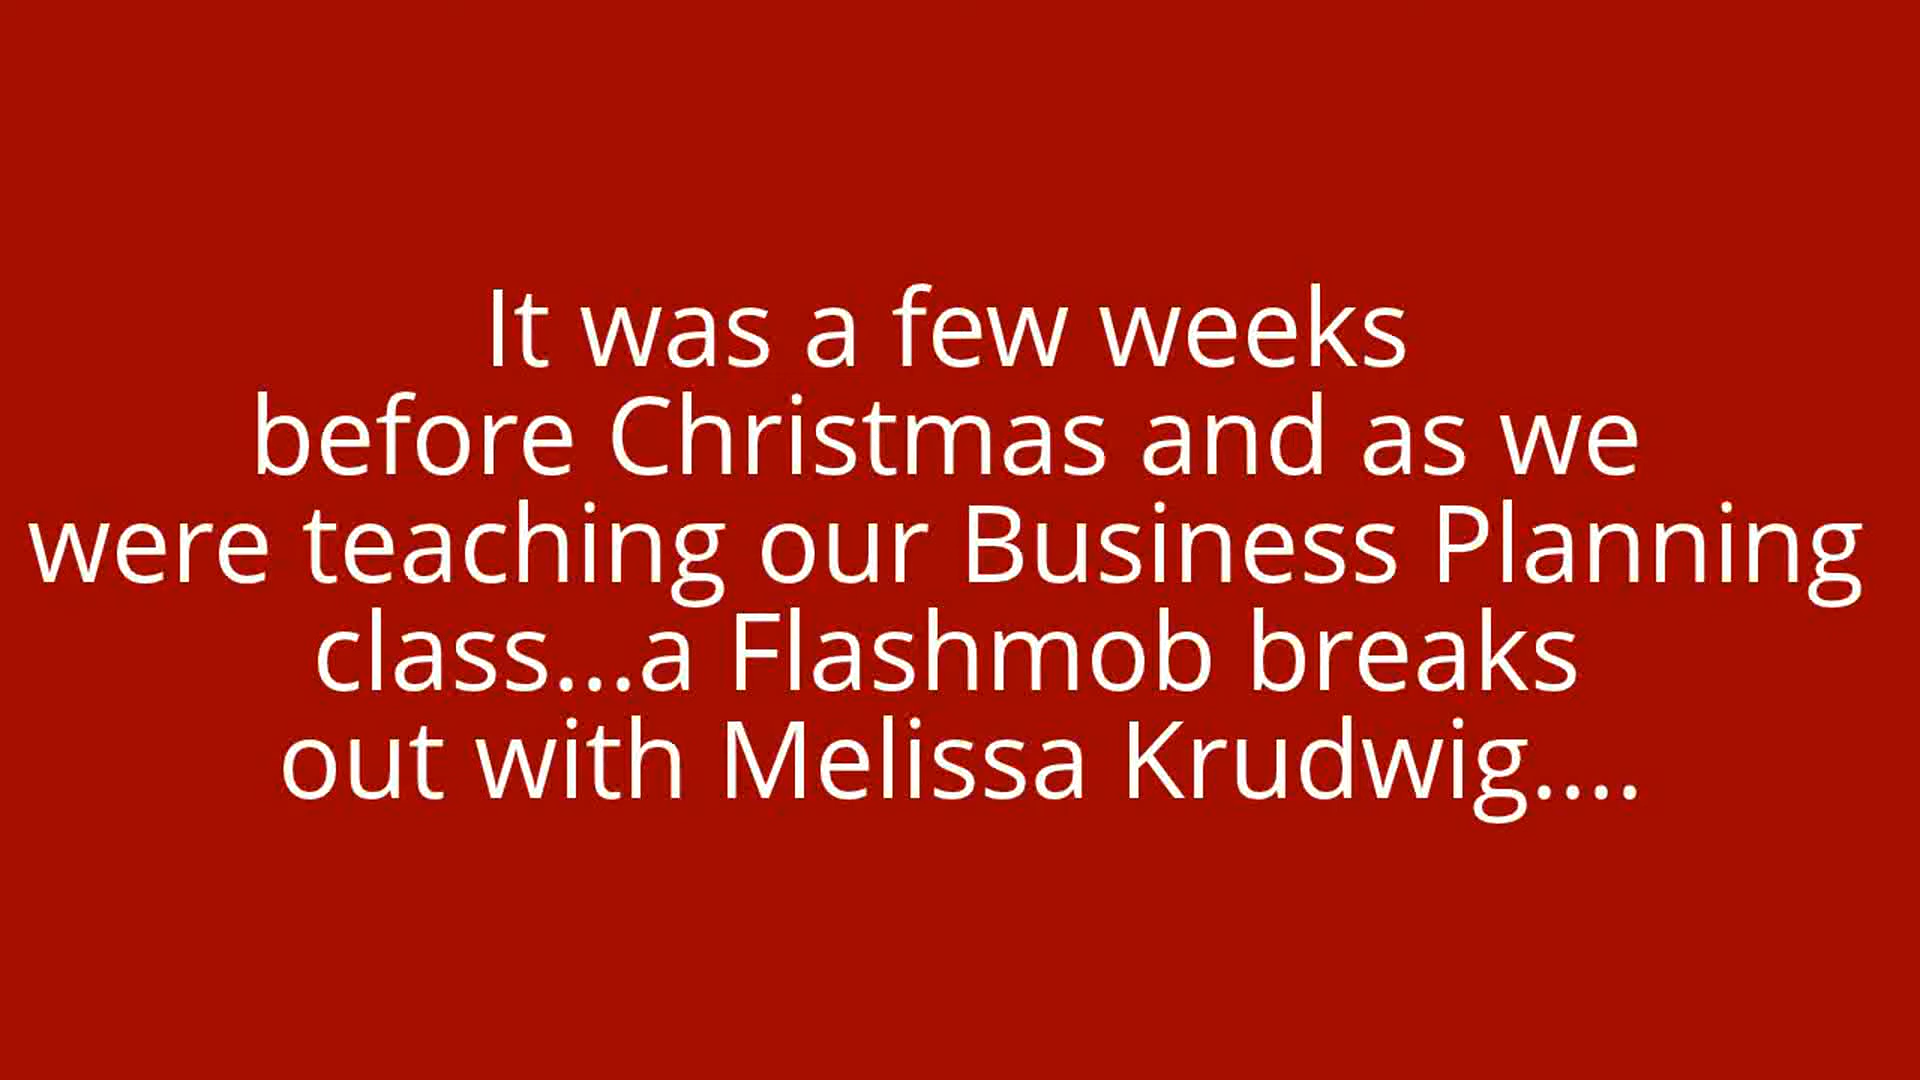 It was a few weeks
before Christmas and as we
were teaching our Business Planning
class...a Flashmob breaks
out with Melissa Krudwig....